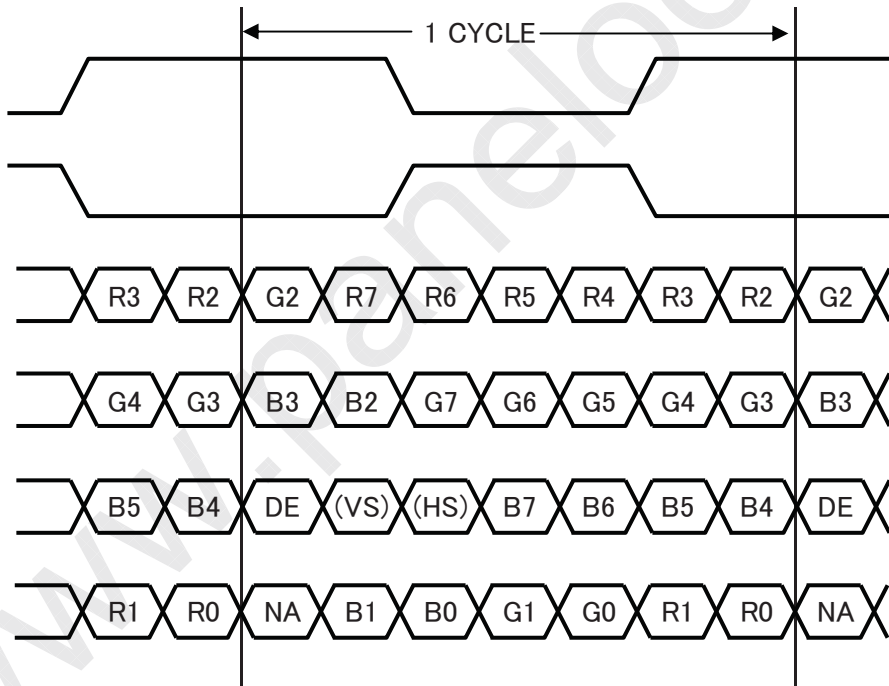 1 CYCLE
R3 R2 G2 R7 R6 R5 R4 R3 R2 G2
G4 G3 B3 B2 G7 G6 G5 G4 G3 B3
B5 B4 DE (VS) (HS) B7 B6 B5 B4 DE
R1 R0 NA B1 B0 G1 G0 R1 R0 NA
www.paneloo